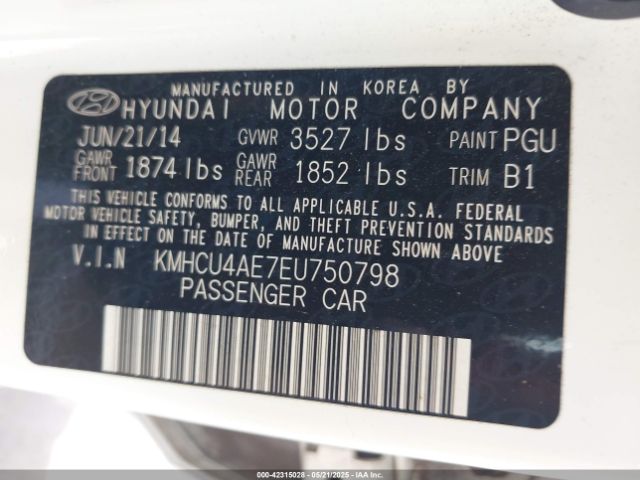 MANUFACTURED IN KOREA BY
HYUNDAI MOTOR COMPANY
JUN/21/14 GVWR 3527 lbs PAINT PGU
GAWR FRONT 1874 lbs GAWR REAR 1852 lbs TRIM B1
THIS VEHICLE CONFORMS TO ALL APPLICABLE U.S.A. FEDERAL
MOTOR VEHICLE SAFETY, BUMPER, AND THEFT PREVENTION STANDARDS
IN EFFECT ON THE DATE OF MANUFACTURE SHOWN ABOVE.
V.I.N KMHCU4AE7EU750798
PASSENGER CAR
000-42315028 - 05/21/2025 - IAA Inc.